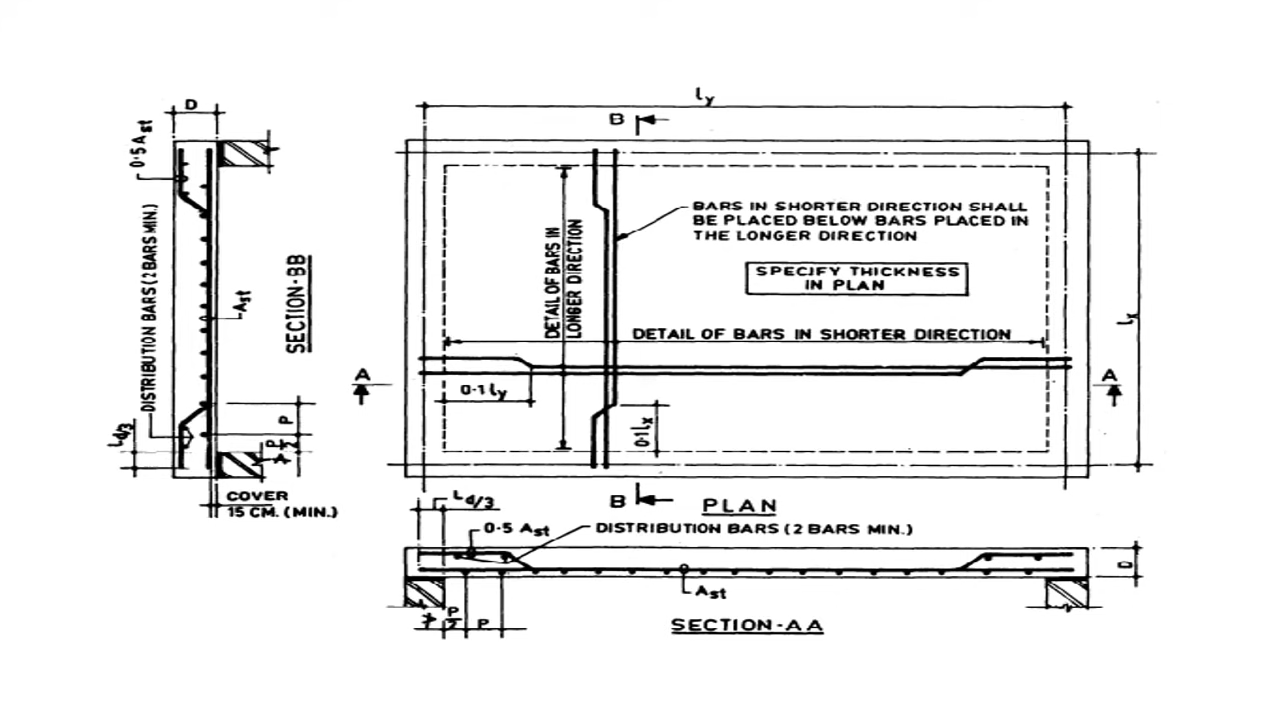 D
0·5 Ast
DISTRIBUTION BARS (2 BARS MIN.)
Ld/3
Ast
SECTION-BB
P
P/2
COVER
15 CM. (MIN.)
ly
B
BARS IN SHORTER DIRECTION SHALL
BE PLACED BELOW BARS PLACED IN
THE LONGER DIRECTION
SPECIFY THICKNESS
IN PLAN
DETAIL OF BARS IN
LONGER DIRECTION
lx
DETAIL OF BARS IN SHORTER DIRECTION
A
A
0·1 ly
0·1lx
B
PLAN
Ld/3
0·5 Ast
DISTRIBUTION BARS (2 BARS MIN.)
D
Ast
P/2
P
SECTION-AA